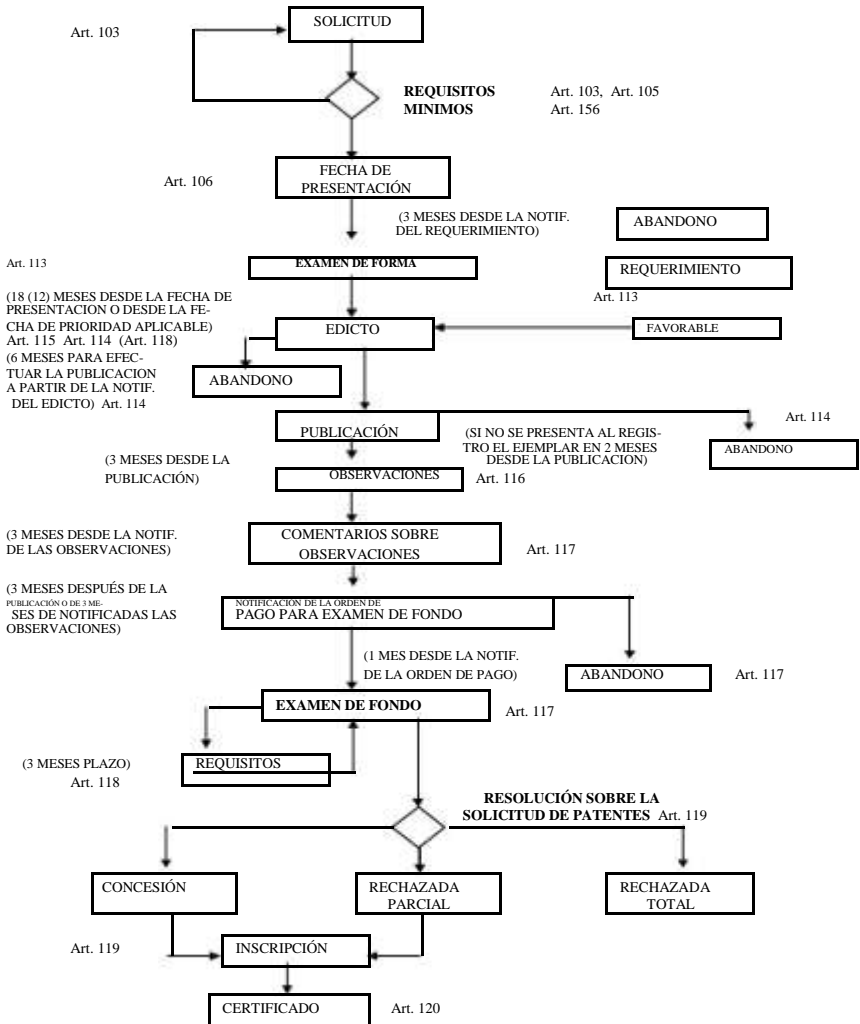 SOLICITUD
Art. 103
REQUISITOS
MINIMOS
Art. 103, Art. 105
Art. 156
FECHA DE
PRESENTACIÓN
Art. 106
(3 MESES DESDE LA NOTIF.
DEL REQUERIMIENTO)
ABANDONO
Art. 113
EXAMEN DE FORMA
REQUERIMIENTO
Art. 113
(18 (12) MESES DESDE LA FECHA DE
PRESENTACION O DESDE LA FE-
CHA DE PRIORIDAD APLICABLE)
Art. 115 Art. 114 (Art. 118)
EDICTO
FAVORABLE
(6 MESES PARA EFEC-
TUAR LA PUBLICACION
A PARTIR DE LA NOTIF.
DEL EDICTO) Art. 114
ABANDONO
PUBLICACIÓN
(SI NO SE PRESENTA AL REGIS-
TRO EL EJEMPLAR EN 2 MESES
DESDE LA PUBLICACION)
Art. 114
ABANDONO
(3 MESES DESDE LA
PUBLICACIÓN)
OBSERVACIONES
Art. 116
(3 MESES DESDE LA NOTIF.
DE LAS OBSERVACIONES)
COMENTARIOS SOBRE
OBSERVACIONES
Art. 117
(3 MESES DESPUÉS DE LA
PUBLICACIÓN O DE 3 ME-
SES DE NOTIFICADAS LAS
OBSERVACIONES)
NOTIFICACION DE LA ORDEN DE
PAGO PARA EXAMEN DE FONDO
(1 MES DESDE LA NOTIF.
DE LA ORDEN DE PAGO)
ABANDONO
Art. 117
EXAMEN DE FONDO
Art. 117
(3 MESES PLAZO)
Art. 118
REQUISITOS
RESOLUCIÓN SOBRE LA
SOLICITUD DE PATENTES Art. 119
CONCESIÓN
RECHAZADA
PARCIAL
RECHAZADA
TOTAL
Art. 119
INSCRIPCIÓN
CERTIFICADO
Art. 120